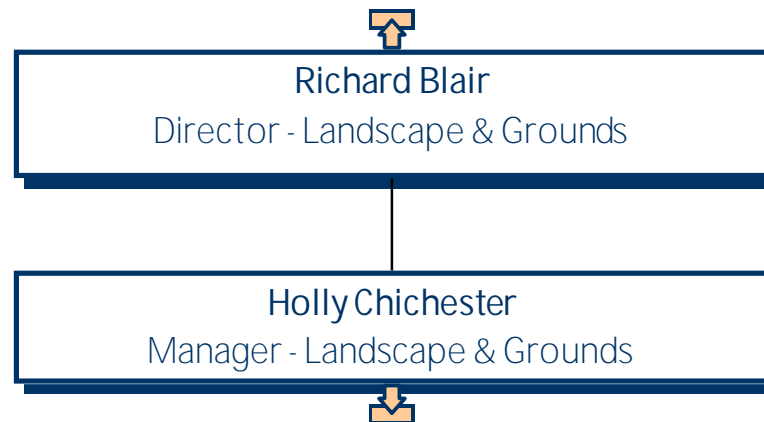 Richard Blair
Director - Landscape & Grounds
Holly Chichester
Manager - Landscape & Grounds